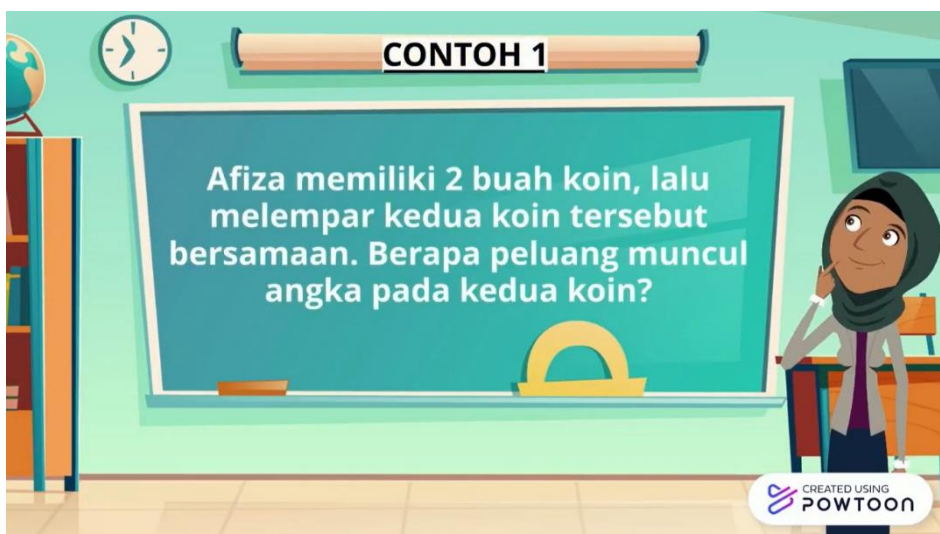 CONTOH 1
Afiza memiliki 2 buah koin, lalu
melempar kedua koin tersebut
bersamaan. Berapa peluang muncul
angka pada kedua koin?
CREATED USING
POWTOON